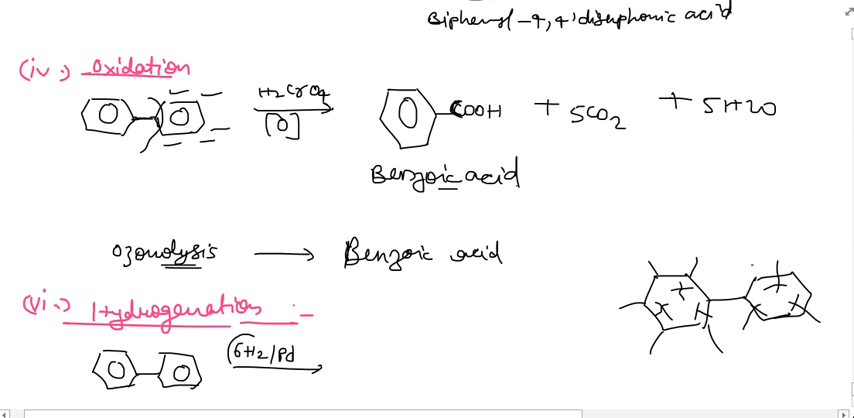 Biphenyl-4,4' disulphonic acid
(iv.) Oxidation
H2CrO4
[O]
COOH + 5CO2 + 5H2O
Benzoic acid
Ozonolysis → Benzoic acid
(vi.) Hydrogenation :-
6H2/Pd